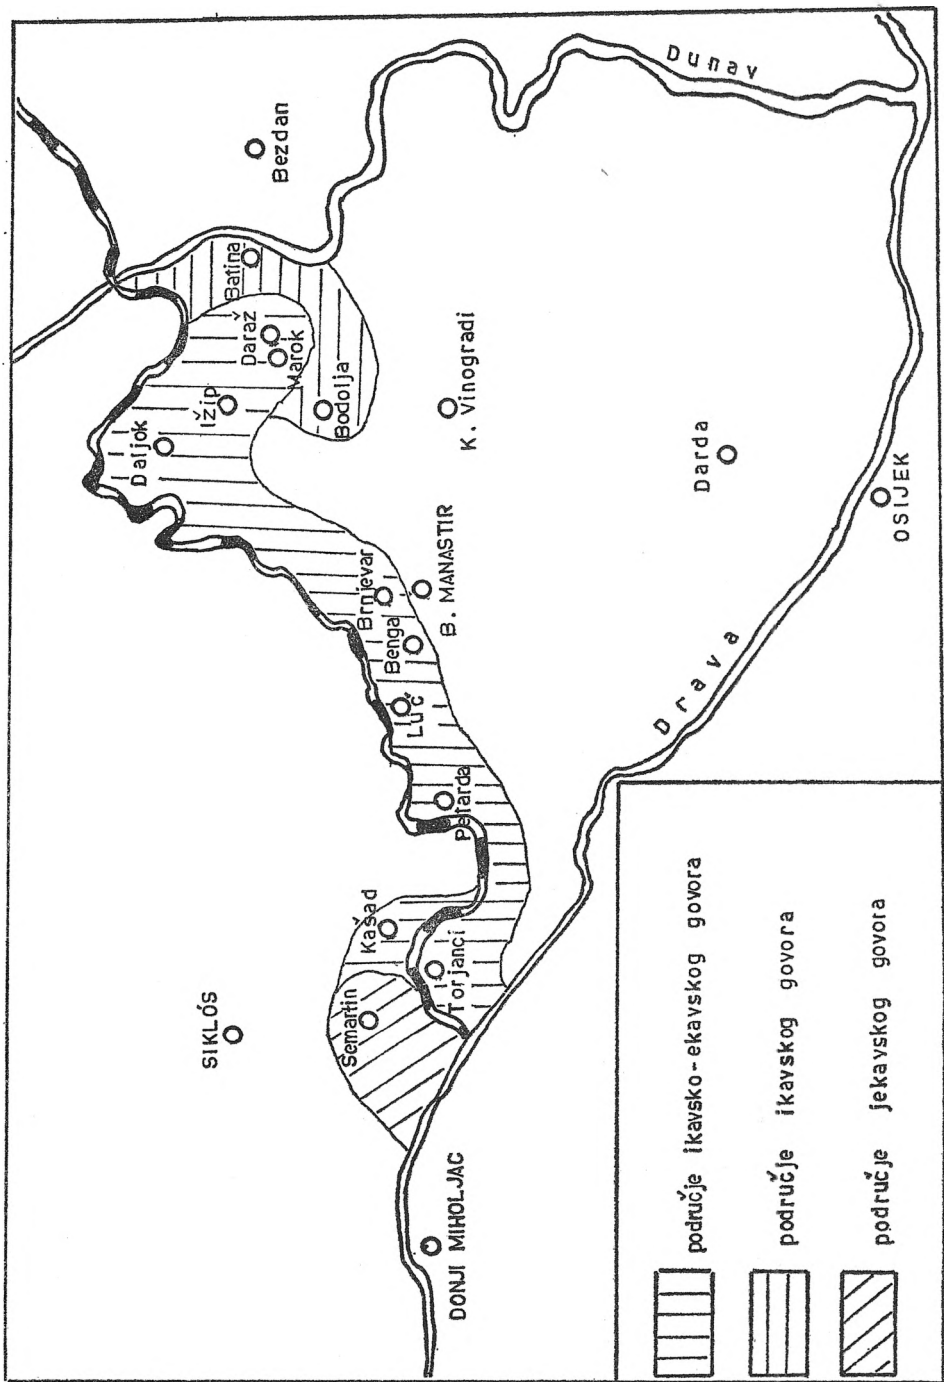 Dunav
Bezdan
Batina
Daraž
Marok
Ižip
Daljok
Bodolja
K. Vinogradi
Darda
OSIJEK
Brnjevar
Benga
B. MANASTIR
Luč
Petarda
Drava
Kašad
Torjanci
Semartin
SIKLÓS
DONJI MIHOLJAC
područje ikavsko-ekavskog govora
područje ikavskog govora
područje jekavskog govora